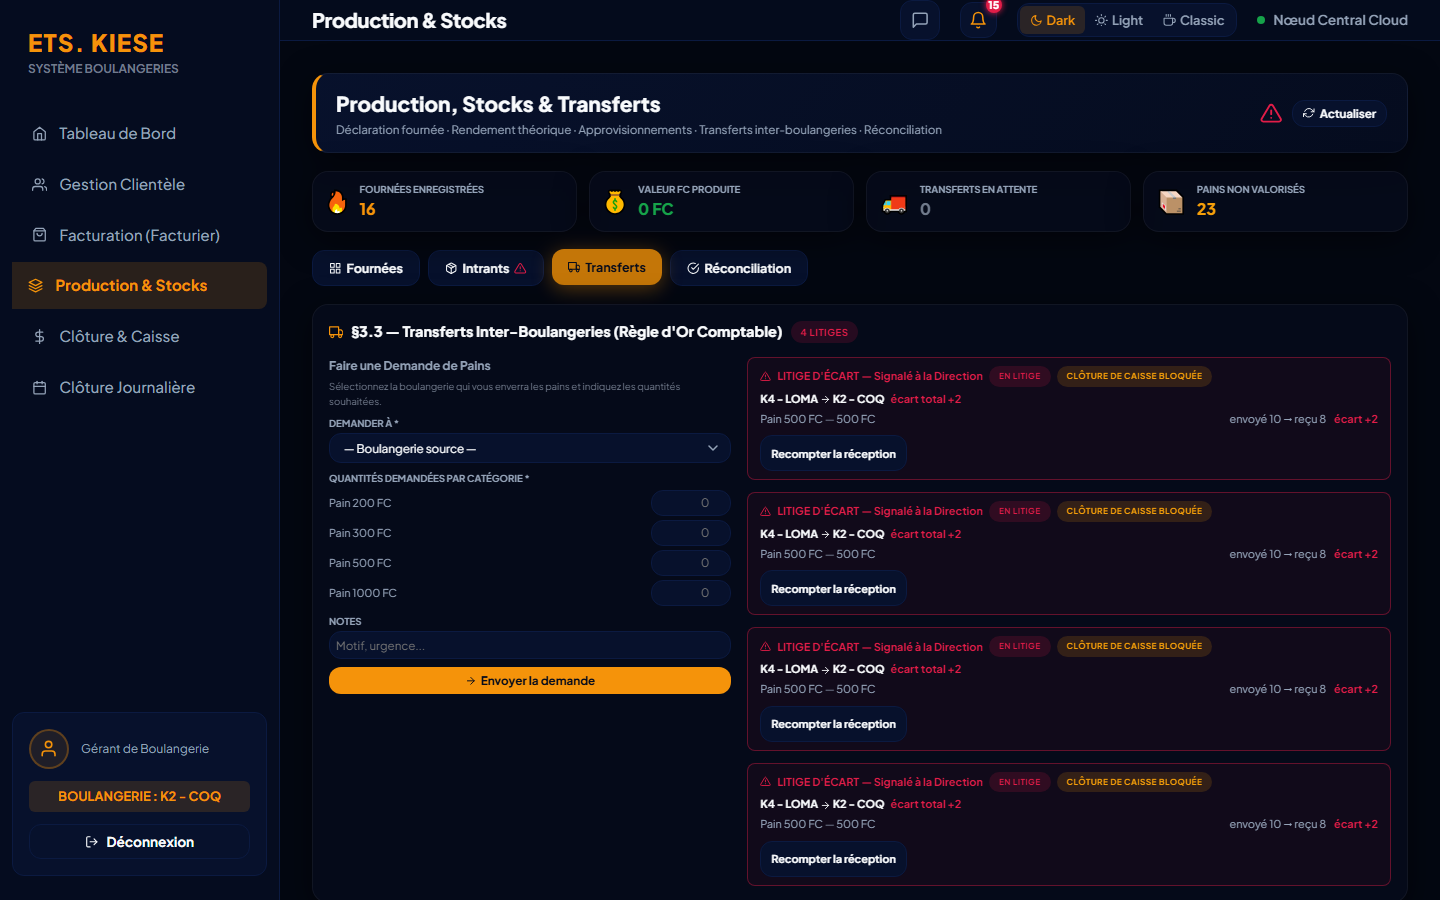 ETS. KIESE
SYSTÈME BOULANGERIES
Tableau de Bord
Gestion Clientèle
Facturation (Facturier)
Production & Stocks
Clôture & Caisse
Clôture Journalière
Gérant de Boulangerie
BOULANGERIE : K2 - COQ
Déconnexion
Production & Stocks
15
Dark
Light
Classic
Nœud Central Cloud
Production, Stocks & Transferts
Déclaration fournée · Rendement théorique · Approvisionnements · Transferts inter-boulangeries · Réconciliation
Actualiser
FOURNÉES ENREGISTRÉES
16
VALEUR FC PRODUITE
0 FC
TRANSFERTS EN ATTENTE
0
PAINS NON VALORISÉS
23
Fournées
Intrants
Transferts
Réconciliation
§3.3 — Transferts Inter-Boulangeries (Règle d'Or Comptable)
4 LITIGES
Faire une Demande de Pains
Sélectionnez la boulangerie qui vous enverra les pains et indiquez les quantités
souhaitées.
DEMANDER À *
— Boulangerie source —
QUANTITÉS DEMANDÉES PAR CATÉGORIE *
Pain 200 FC 0
Pain 300 FC 0
Pain 500 FC 0
Pain 1000 FC 0
NOTES
Motif, urgence...
→ Envoyer la demande
LITIGE D'ÉCART — Signalé à la Direction EN LITIGE CLÔTURE DE CAISSE BLOQUÉE
K4 - LOMA → K2 - COQ écart total +2
Pain 500 FC — 500 FC envoyé 10 → reçu 8 écart +2
Recompter la réception
LITIGE D'ÉCART — Signalé à la Direction EN LITIGE CLÔTURE DE CAISSE BLOQUÉE
K4 - LOMA → K2 - COQ écart total +2
Pain 500 FC — 500 FC envoyé 10 → reçu 8 écart +2
Recompter la réception
LITIGE D'ÉCART — Signalé à la Direction EN LITIGE CLÔTURE DE CAISSE BLOQUÉE
K4 - LOMA → K2 - COQ écart total +2
Pain 500 FC — 500 FC envoyé 10 → reçu 8 écart +2
Recompter la réception
LITIGE D'ÉCART — Signalé à la Direction EN LITIGE CLÔTURE DE CAISSE BLOQUÉE
K4 - LOMA → K2 - COQ écart total +2
Pain 500 FC — 500 FC envoyé 10 → reçu 8 écart +2
Recompter la réception